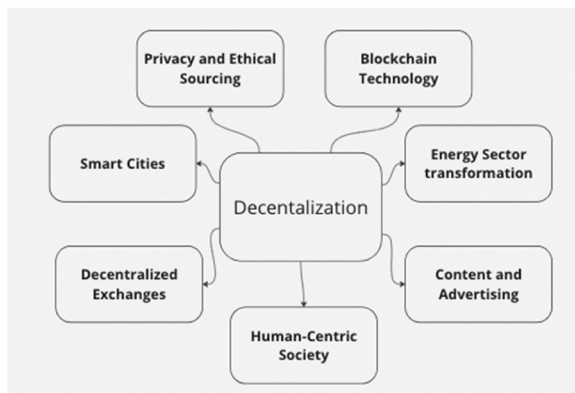 Privacy and Ethical
Sourcing
Blockchain
Technology
Smart Cities
Energy Sector
transformation
Decentalization
Decentralized
Exchanges
Content and
Advertising
Human-Centric
Society